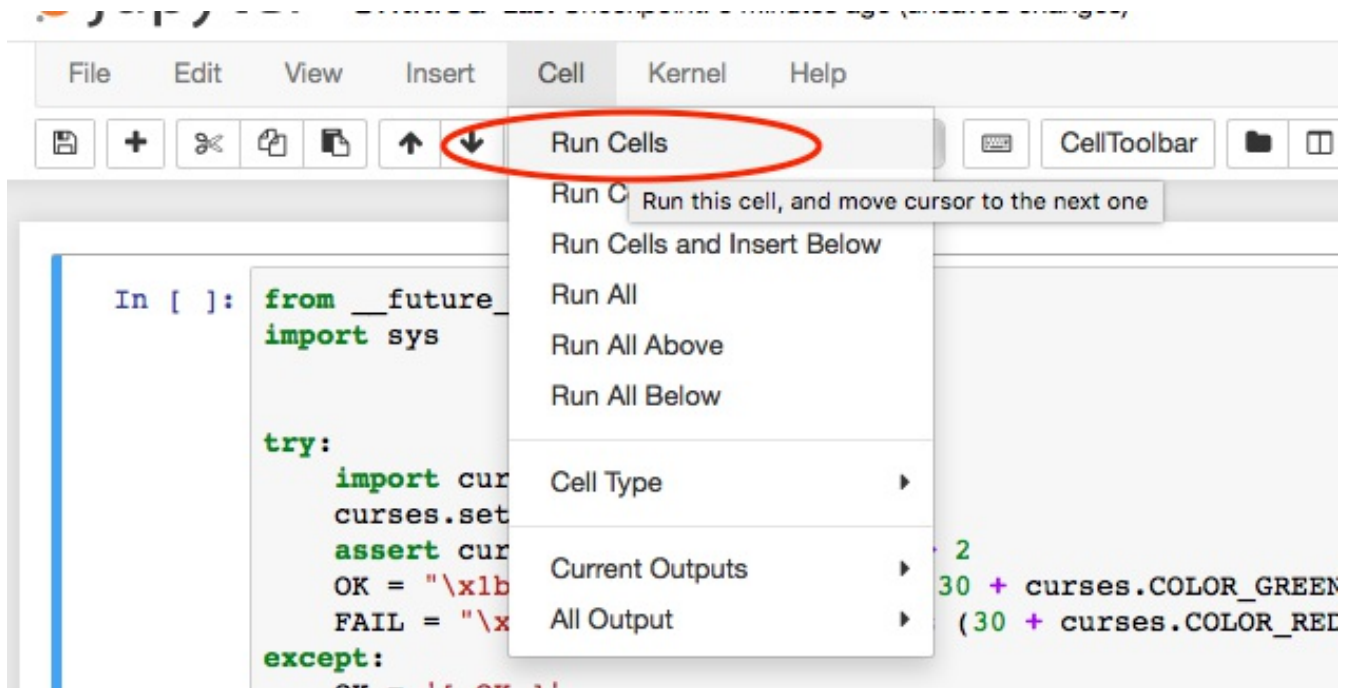 File Edit View Insert Cell Kernel Help
CellToolbar
Run Cells
Run C
Run this cell, and move cursor to the next one
Run Cells and Insert Below
Run All
Run All Above
Run All Below
Cell Type
Current Outputs
All Output
In [ ]:
from __future_
import sys
try:
import cur
curses.set
assert cur 2
OK = "\x1b 30 + curses.COLOR_GREEN
FAIL = "\x (30 + curses.COLOR_RED
except: